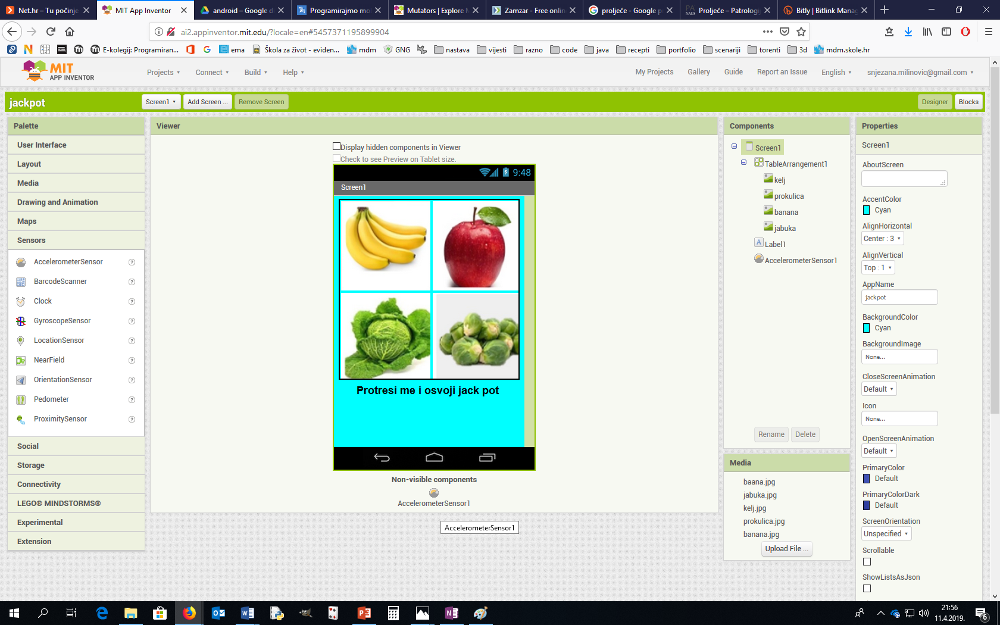 Net.hr – Tu počinje
MIT App Inventor
android – Google d
Programirajmo mo
Mutators | Explore M
Zamzar - Free onlin
proljeće - Google p
Proljeće – Patrologij
Bitly | Bitlink Manag
ai2.appinventor.mit.edu/?locale=en#5457371195899904
E-kolegij: Programiran...
ema
Škola za život - eviden...
mdm
GNG
nastava
vijesti
razno
code
java
recepti
portfolio
scenariji
torenti
3d
mdm.skole.hr
MIT
APP INVENTOR
Projects
Connect
Build
Help
My Projects
Gallery
Guide
Report an Issue
English
snjezana.milinovic@gmail.com
jackpot
Screen1
Add Screen ...
Remove Screen
Designer
Blocks
Palette
User Interface
Layout
Media
Drawing and Animation
Maps
Sensors
AccelerometerSensor
BarcodeScanner
Clock
GyroscopeSensor
LocationSensor
NearField
OrientationSensor
Pedometer
ProximitySensor
Social
Storage
Connectivity
LEGO® MINDSTORMS®
Experimental
Extension
Viewer
Display hidden components in Viewer
Check to see Preview on Tablet size.
9:48
Screen1
Protresi me i osvoji jack pot
Non-visible components
AccelerometerSensor1
AccelerometerSensor1
Components
Screen1
TableArrangement1
kelj
prokulica
banana
jabuka
Label1
AccelerometerSensor1
Rename
Delete
Media
baana.jpg
jabuka.jpg
kelj.jpg
prokulica.jpg
banana.jpg
Upload File ...
Properties
Screen1
AboutScreen
AccentColor
Cyan
AlignHorizontal
Center : 3
AlignVertical
Top : 1
AppName
jackpot
BackgroundColor
Cyan
BackgroundImage
None...
CloseScreenAnimation
Default
Icon
None...
OpenScreenAnimation
Default
PrimaryColor
Default
PrimaryColorDark
Default
ScreenOrientation
Unspecified
Scrollable
ShowListsAsJson
21:56
11.4.2019.
6